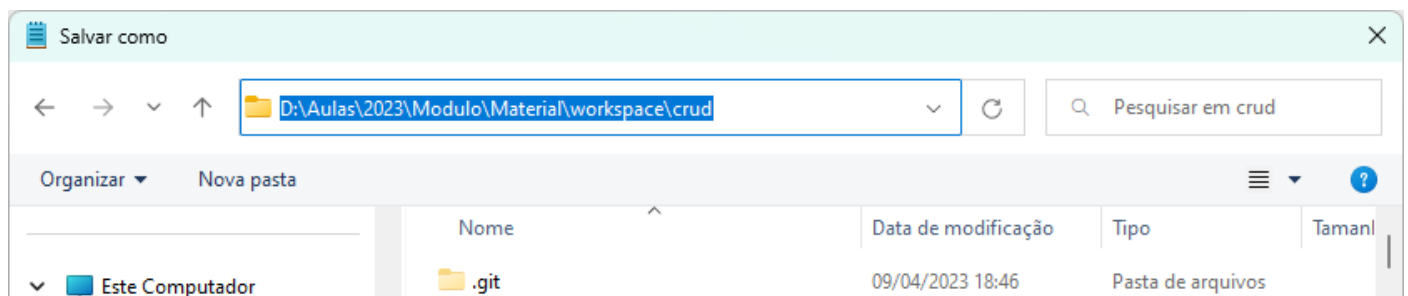 Salvar como
D:\Aulas\2023\Modulo\Material\workspace\crud
Pesquisar em crud
Organizar
Nova pasta
?
Nome
Data de modificação
Tipo
Tamanl
Este Computador
.git
09/04/2023 18:46
Pasta de arquivos